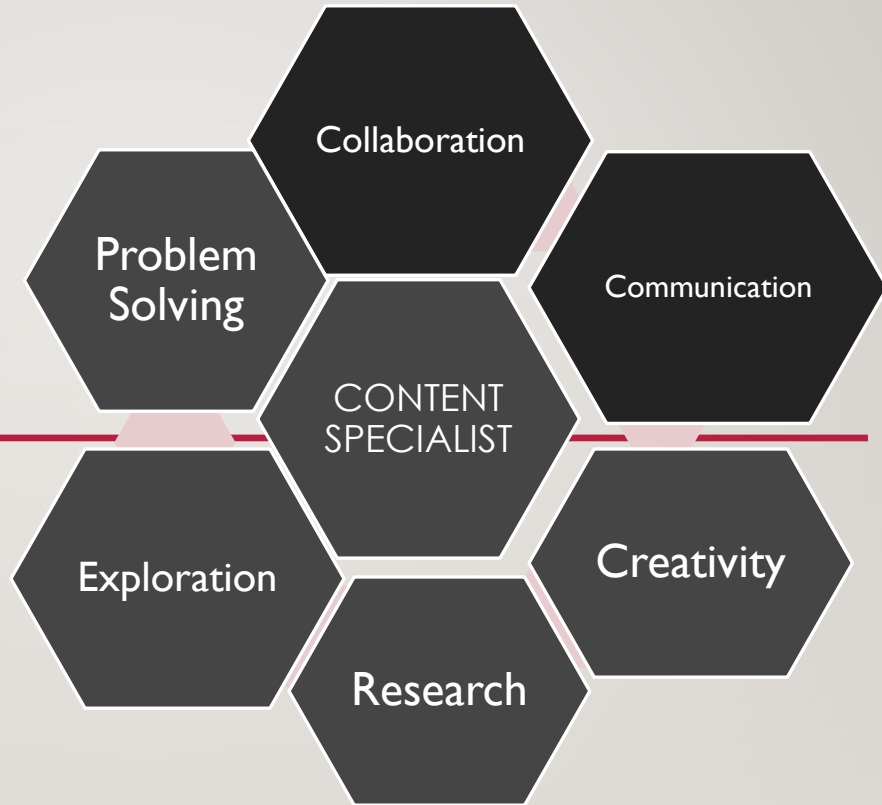 Collaboration
Problem
Solving
Communication
CONTENT
SPECIALIST
Exploration
Creativity
Research